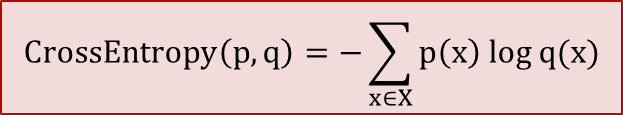 CrossEntropy(p, q) = − ∑ x∈X p(x) log q(x)